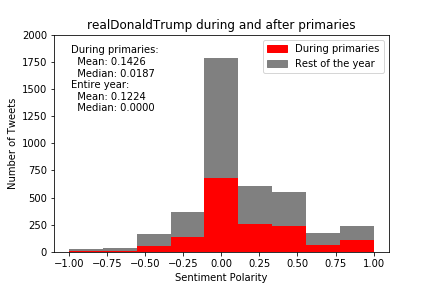 realDonaldTrump during and after primaries
During primaries:
Mean: 0.1426
Median: 0.0187
Entire year:
Mean: 0.1224
Median: 0.0000
During primaries
Rest of the year
Number of Tweets
2000
1750
1500
1250
1000
750
500
250
0
−1.00 −0.75 −0.50 −0.25 0.00 0.25 0.50 0.75 1.00
Sentiment Polarity